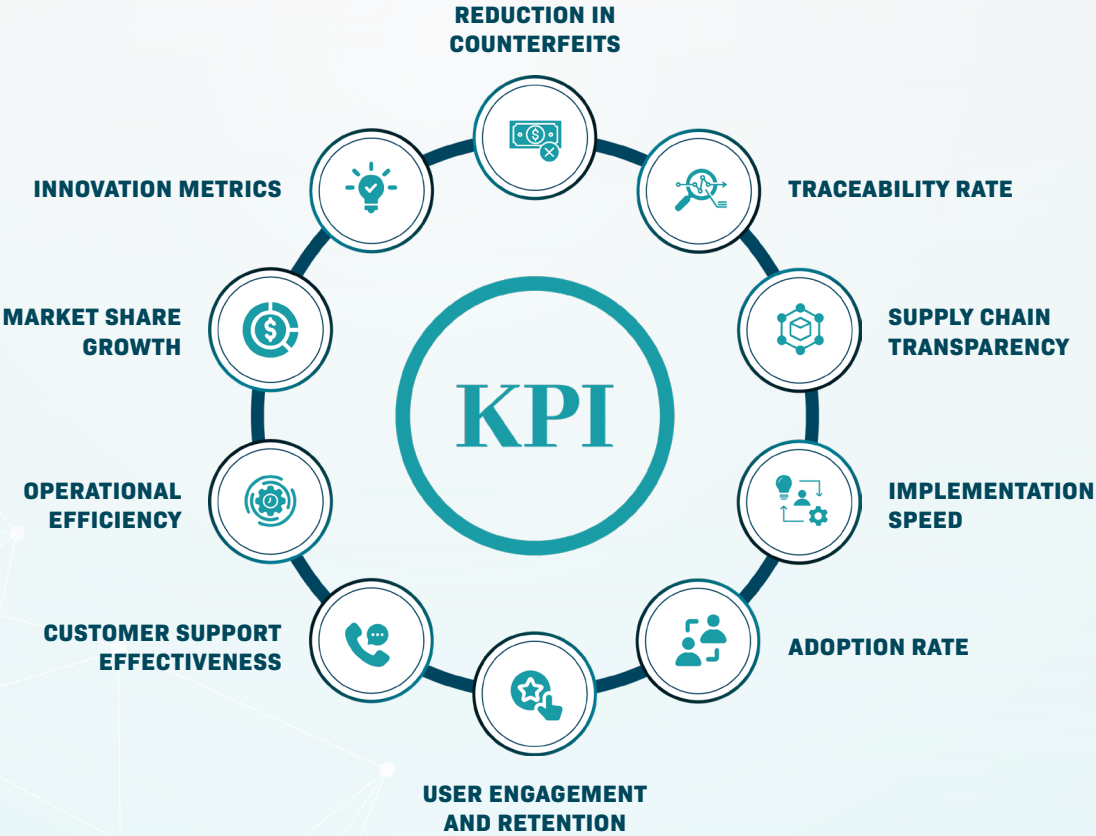 REDUCTION IN
COUNTERFEITS
INNOVATION METRICS
TRACEABILITY RATE
MARKET SHARE
GROWTH
SUPPLY CHAIN
TRANSPARENCY
KPI
OPERATIONAL
EFFICIENCY
IMPLEMENTATION
SPEED
CUSTOMER SUPPORT
EFFECTIVENESS
ADOPTION RATE
USER ENGAGEMENT
AND RETENTION